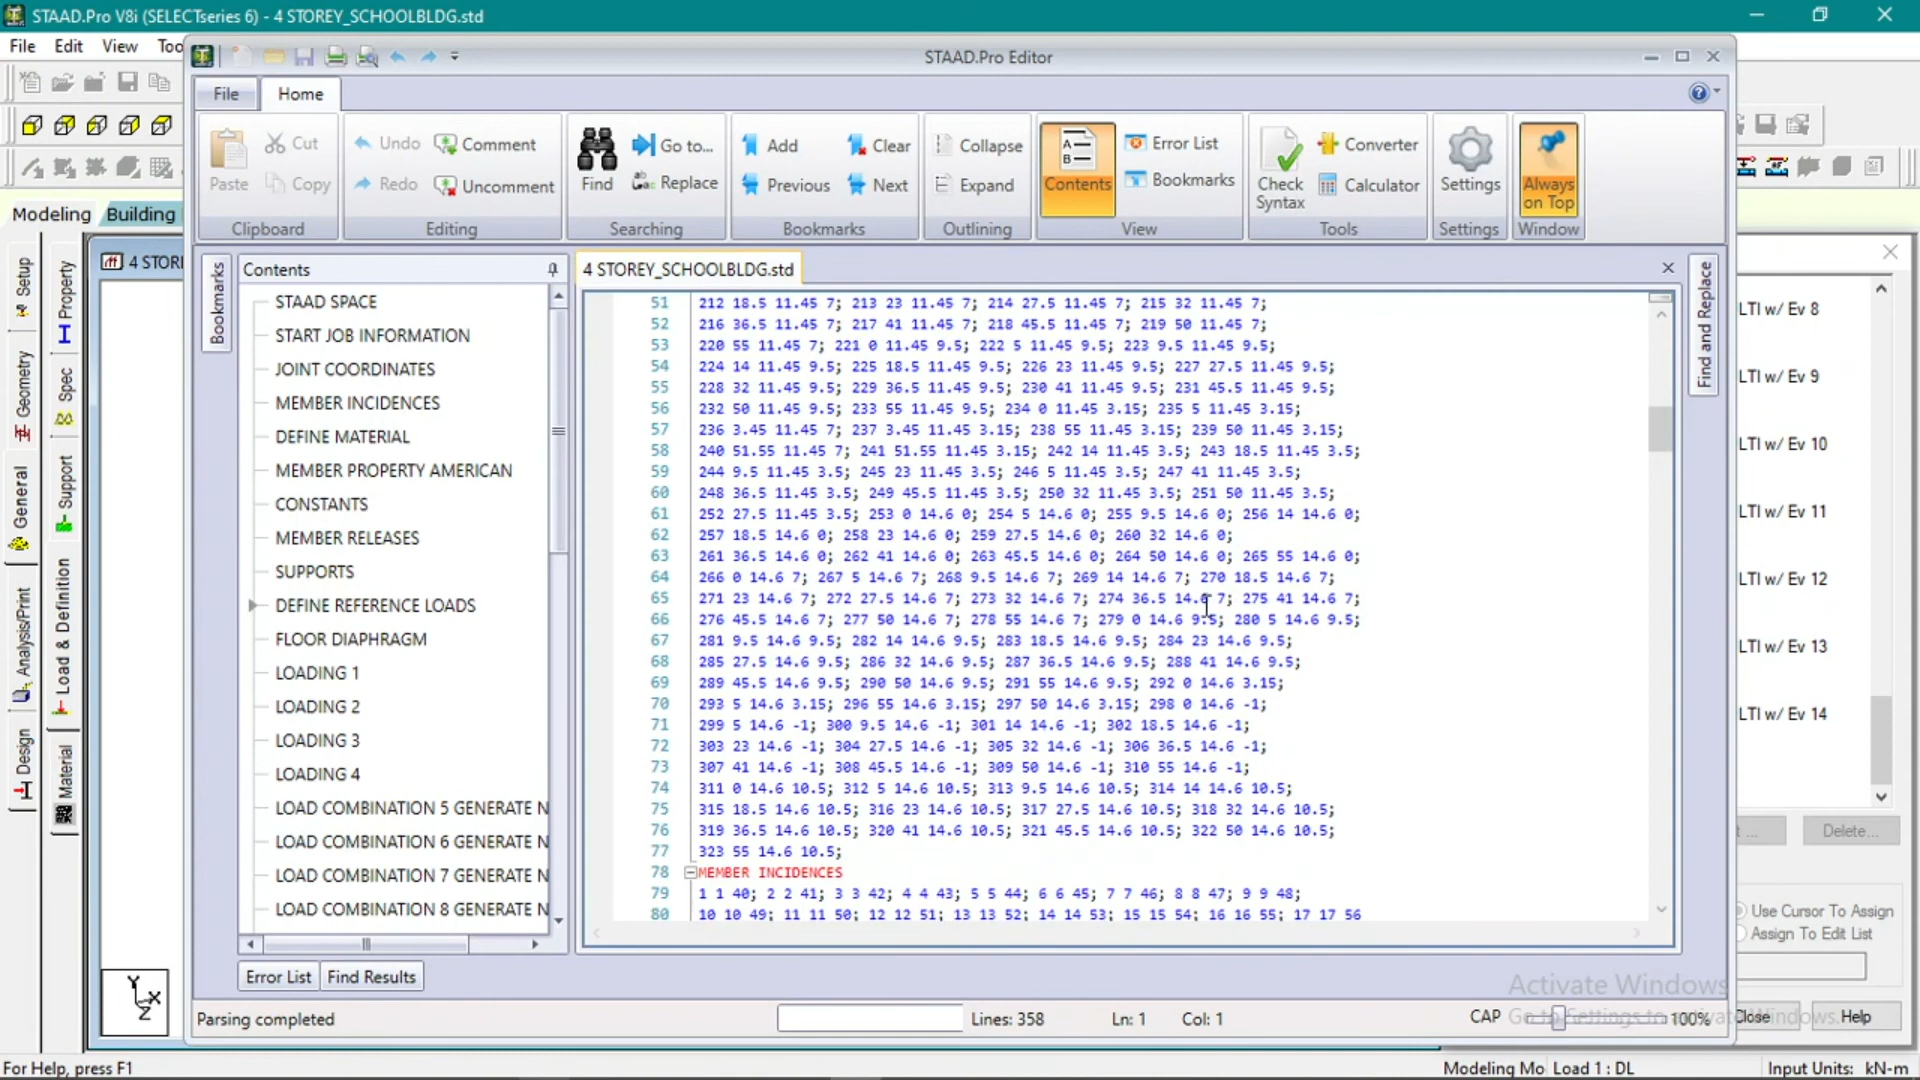 STAAD.Pro V8i (SELECTseries 6) - 4 STOREY_SCHOOLBLDG.std
File Edit View Too
STAAD.Pro Editor
File Home
Paste Cut Copy
Clipboard
Undo Redo Comment Uncomment
Editing
Find Go to... Replace
Searching
Add Previous Clear Next
Bookmarks
Collapse Expand
Outlining
Contents Error List Bookmarks
View
Check Syntax Converter Calculator
Tools
Settings
Settings
Always on Top
Window
Modeling Building
Setup
Geometry
General
Analysis/Print
Design
Property
Spec
Support
Load & Definition
Material
4 STORE
Bookmarks
Contents
STAAD SPACE
START JOB INFORMATION
JOINT COORDINATES
MEMBER INCIDENCES
DEFINE MATERIAL
MEMBER PROPERTY AMERICAN
CONSTANTS
MEMBER RELEASES
SUPPORTS
DEFINE REFERENCE LOADS
FLOOR DIAPHRAGM
LOADING 1
LOADING 2
LOADING 3
LOADING 4
LOAD COMBINATION 5 GENERATE N
LOAD COMBINATION 6 GENERATE N
LOAD COMBINATION 7 GENERATE N
LOAD COMBINATION 8 GENERATE N
4 STOREY_SCHOOLBLDG.std
51 212 18.5 11.45 7; 213 23 11.45 7; 214 27.5 11.45 7; 215 32 11.45 7;
52 216 36.5 11.45 7; 217 41 11.45 7; 218 45.5 11.45 7; 219 50 11.45 7;
53 220 55 11.45 7; 221 0 11.45 9.5; 222 5 11.45 9.5; 223 9.5 11.45 9.5;
54 224 14 11.45 9.5; 225 18.5 11.45 9.5; 226 23 11.45 9.5; 227 27.5 11.45 9.5;
55 228 32 11.45 9.5; 229 36.5 11.45 9.5; 230 41 11.45 9.5; 231 45.5 11.45 9.5;
56 232 50 11.45 9.5; 233 55 11.45 9.5; 234 0 11.45 3.15; 235 5 11.45 3.15;
57 236 3.45 11.45 7; 237 3.45 11.45 3.15; 238 55 11.45 3.15; 239 50 11.45 3.15;
58 240 51.55 11.45 7; 241 51.55 11.45 3.15; 242 14 11.45 3.5; 243 18.5 11.45 3.5;
59 244 9.5 11.45 3.5; 245 23 11.45 3.5; 246 5 11.45 3.5; 247 41 11.45 3.5;
60 248 36.5 11.45 3.5; 249 45.5 11.45 3.5; 250 32 11.45 3.5; 251 50 11.45 3.5;
61 252 27.5 11.45 3.5; 253 0 14.6 0; 254 5 14.6 0; 255 9.5 14.6 0; 256 14 14.6 0;
62 257 18.5 14.6 0; 258 23 14.6 0; 259 27.5 14.6 0; 260 32 14.6 0;
63 261 36.5 14.6 0; 262 41 14.6 0; 263 45.5 14.6 0; 264 50 14.6 0; 265 55 14.6 0;
64 266 0 14.6 7; 267 5 14.6 7; 268 9.5 14.6 7; 269 14 14.6 7; 270 18.5 14.6 7;
65 271 23 14.6 7; 272 27.5 14.6 7; 273 32 14.6 7; 274 36.5 14.6 7; 275 41 14.6 7;
66 276 45.5 14.6 7; 277 50 14.6 7; 278 55 14.6 7; 279 0 14.6 9.5; 280 5 14.6 9.5;
67 281 9.5 14.6 9.5; 282 14 14.6 9.5; 283 18.5 14.6 9.5; 284 23 14.6 9.5;
68 285 27.5 14.6 9.5; 286 32 14.6 9.5; 287 36.5 14.6 9.5; 288 41 14.6 9.5;
69 289 45.5 14.6 9.5; 290 50 14.6 9.5; 291 55 14.6 9.5; 292 0 14.6 3.15;
70 293 5 14.6 3.15; 296 55 14.6 3.15; 297 50 14.6 3.15; 298 0 14.6 -1;
71 299 5 14.6 -1; 300 9.5 14.6 -1; 301 14 14.6 -1; 302 18.5 14.6 -1;
72 303 23 14.6 -1; 304 27.5 14.6 -1; 305 32 14.6 -1; 306 36.5 14.6 -1;
73 307 41 14.6 -1; 308 45.5 14.6 -1; 309 50 14.6 -1; 310 55 14.6 -1;
74 311 0 14.6 10.5; 312 5 14.6 10.5; 313 9.5 14.6 10.5; 314 14 14.6 10.5;
75 315 18.5 14.6 10.5; 316 23 14.6 10.5; 317 27.5 14.6 10.5; 318 32 14.6 10.5;
76 319 36.5 14.6 10.5; 320 41 14.6 10.5; 321 45.5 14.6 10.5; 322 50 14.6 10.5;
77 323 55 14.6 10.5;
78 MEMBER INCIDENCES
79 1 1 40; 2 2 41; 3 3 42; 4 4 43; 5 5 44; 6 6 45; 7 7 46; 8 8 47; 9 9 48;
80 10 10 49; 11 11 50; 12 12 51; 13 13 52; 14 14 53; 15 15 54; 16 16 55; 17 17 56
Find and Replace
LTI w/ Ev 8
LTI w/ Ev 9
LTI w/ Ev 10
LTI w/ Ev 11
LTI w/ Ev 12
LTI w/ Ev 13
LTI w/ Ev 14
Delete...
Use Cursor To Assign
Assign To Edit List
Close Help
Error List Find Results
Parsing completed Lines: 358 Ln: 1 Col: 1 CAP 100%
Activate Windows
Go to Settings to activate Windows.
Y X Z
For Help, press F1 Modeling Mo Load 1 : DL Input Units: kN-m